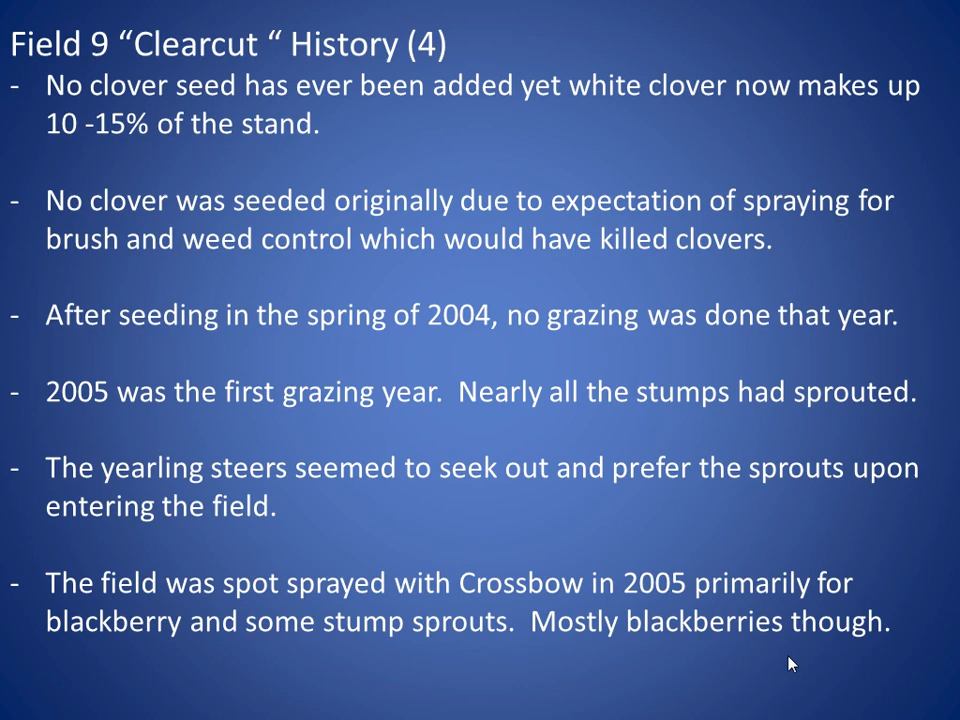 Field 9 “Clearcut “ History (4)
- No clover seed has ever been added yet white clover now makes up
10 -15% of the stand.
- No clover was seeded originally due to expectation of spraying for
brush and weed control which would have killed clovers.
- After seeding in the spring of 2004, no grazing was done that year.
- 2005 was the first grazing year.  Nearly all the stumps had sprouted.
- The yearling steers seemed to seek out and prefer the sprouts upon
entering the field.
- The field was spot sprayed with Crossbow in 2005 primarily for
blackberry and some stump sprouts.  Mostly blackberries though.